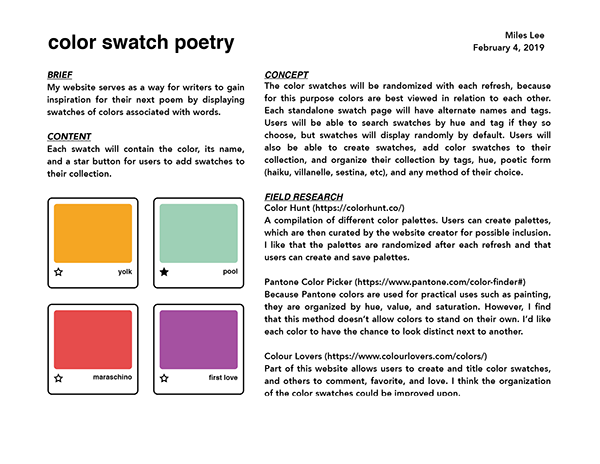 color swatch poetry
Miles Lee
February 4, 2019
BRIEF
My website serves as a way for writers to gain
inspiration for their next poem by displaying
swatches of colors associated with words.
CONTENT
Each swatch will contain the color, its name,
and a star button for users to add swatches to
their collection.
yolk
pool
maraschino
first love
CONCEPT
The color swatches will be randomized with each refresh, because
for this purpose colors are best viewed in relation to each other.
Each standalone swatch page will have alternate names and tags.
Users will be able to search swatches by hue and tag if they so
choose, but swatches will display randomly by default. Users will
also be able to create swatches, add color swatches to their
collection, and organize their collection by tags, hue, poetic form
(haiku, villanelle, sestina, etc), and any method of their choice.
FIELD RESEARCH
Color Hunt (https://colorhunt.co/)
A compilation of different color palettes. Users can create palettes,
which are then curated by the website creator for possible inclusion.
I like that the palettes are randomized after each refresh and that
users can create and save palettes.
Pantone Color Picker (https://www.pantone.com/color-finder#)
Because Pantone colors are used for practical uses such as painting,
they are organized by hue, value, and saturation. However, I find
that this method doesn't allow colors to stand on their own. I'd like
each color to have the chance to look distinct next to another.
Colour Lovers (https://www.colourlovers.com/colors/)
Part of this website allows users to create and title color swatches,
and others to comment, favorite, and love. I think the organization
of the color swatches could be improved upon.